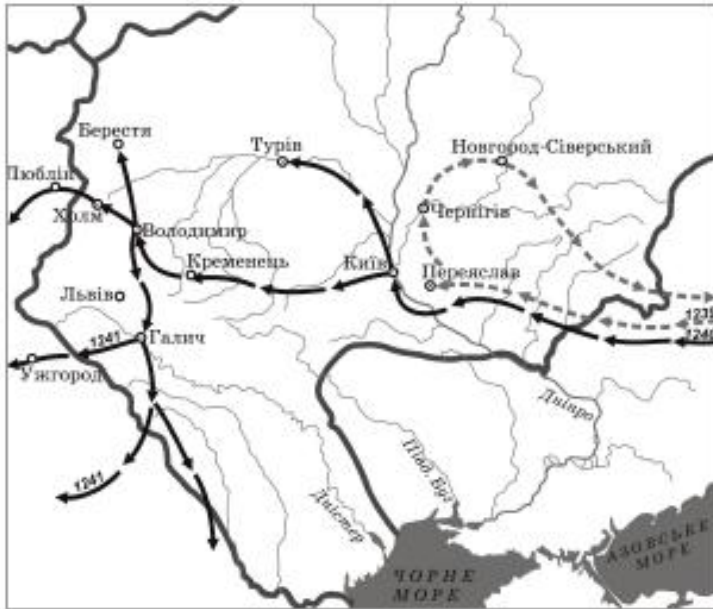 Берестя
Турів
Новгород-Сіверський
Люблін
Холм
Чернігів
Володимир
Кременець
Київ
Переяслав
Львів
1239
1240
1241
Галич
Ужгород
Дніпро
Півд. Буг
1241
Дністер
АЗОВСЬКЕ
МОРЕ
ЧОРНЕ
МОРЕ